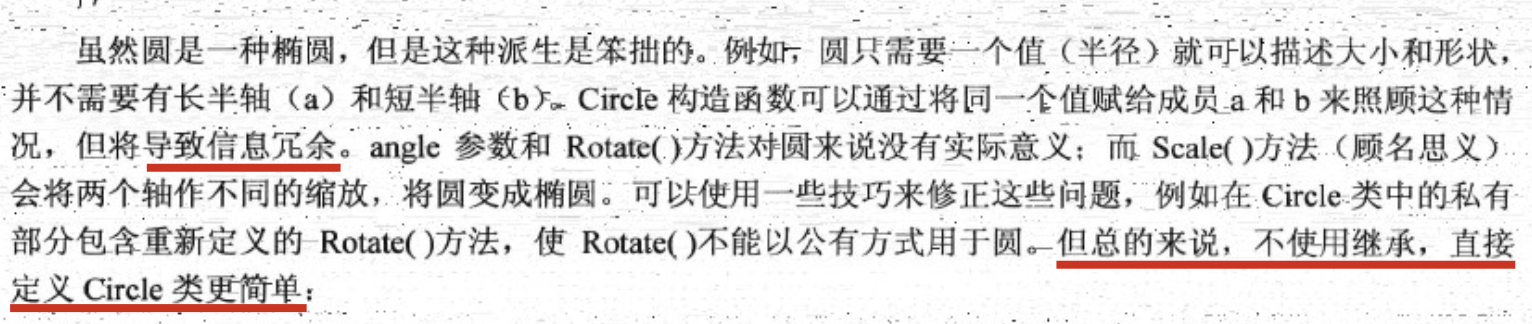 虽然圆是一种椭圆，但是这种派生是笨拙的。例如，圆只需要一个值（半径）就可以描述大小和形状，
并不需要有长半轴（a）和短半轴（b）。Circle 构造函数可以通过将同一个值赋给成员 a 和 b 来照顾这种情
况，但将导致信息冗余。angle 参数和 Rotate( )方法对圆来说没有实际意义；而 Scale( )方法（顾名思义）
会将两个轴作不同的缩放，将圆变成椭圆。可以使用一些技巧来修正这些问题，例如在 Circle 类中的私有
部分包含重新定义的 Rotate( )方法，使 Rotate( )不能以公有方式用于圆。但总的来说，不使用继承，直接
定义 Circle 类更简单：